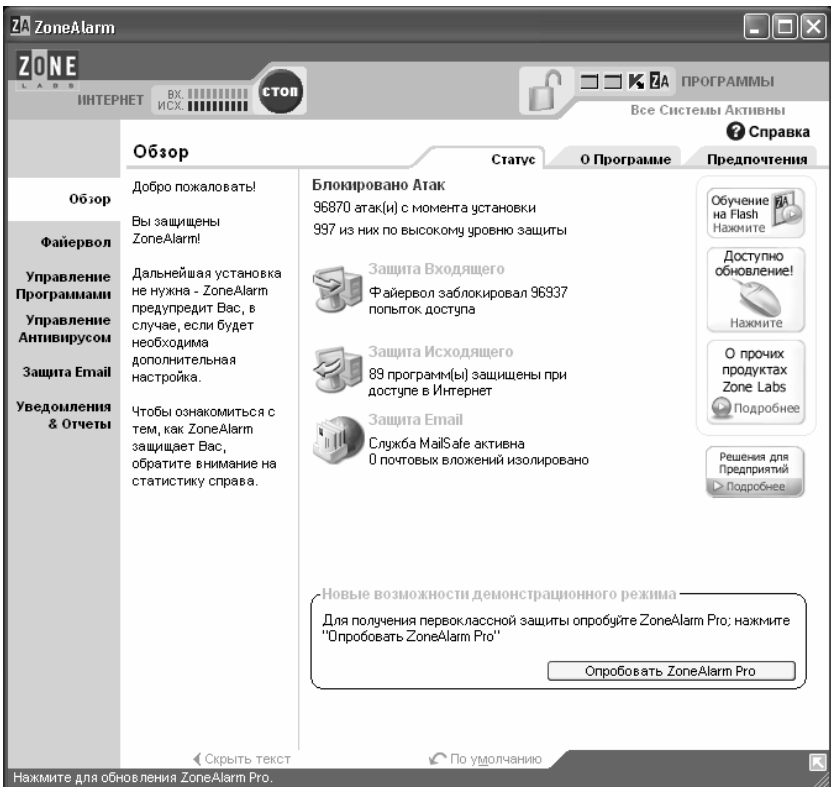 ZA ZoneAlarm
ZONE
LABS
ИНТЕРНЕТ
ВХ.
ИСХ.
СТОП
ZA ПРОГРАММЫ
Все Системы Активны
? Справка
Обзор
Статус
О Программе
Предпочтения
Обзор
Файервол
Управление
Программами
Управление
Антивирусом
Защита Email
Уведомления
& Отчеты
Добро пожаловать!
Вы защищены
ZoneAlarm!
Дальнейшая установка
не нужна - ZoneAlarm
предупредит Вас, в
случае, если будет
необходима
дополнительная
настройка.
Чтобы ознакомиться с
тем, как ZoneAlarm
защищает Вас,
обратите внимание на
статистику справа.
Блокировано Атак
96870 атак(и) с момента установки
997 из них по высокому уровню защиты
Защита Входящего
Файервол заблокировал 96937
попыток доступа
Защита Исходящего
89 программ(ы) защищены при
доступе в Интернет
Защита Email
Служба MailSafe активна
0 почтовых вложений изолировано
Обучение
на Flash
Нажмите
ZA
Доступно
обновление!
Нажмите
О прочих
продуктах
Zone Labs
Подробнее
Решения для
Предприятий
Подробнее
Новые возможности демонстрационного режима
Для получения первоклассной защиты опробуйте ZoneAlarm Pro; нажмите
"Опробовать ZoneAlarm Pro"
Опробовать ZoneAlarm Pro
Скрыть текст
По умолчанию
Нажмите для обновления ZoneAlarm Pro.